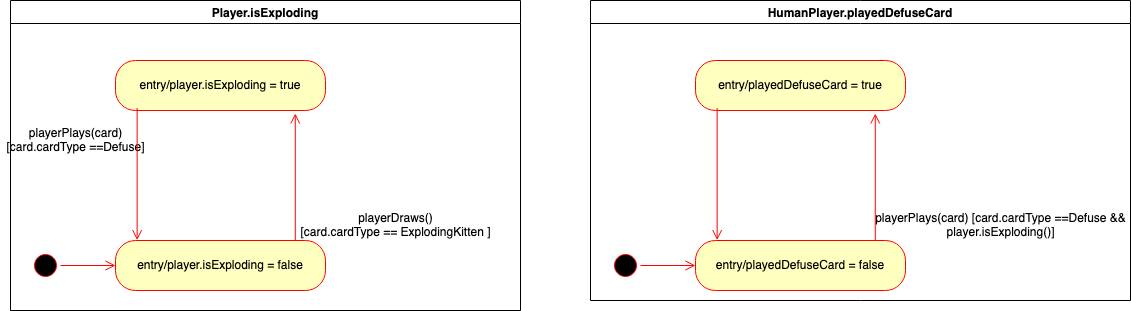 Player.isExploding
entry/player.isExploding = true
playerPlays(card)
[card.cardType ==Defuse]
playerDraws()
[card.cardType == ExplodingKitten ]
entry/player.isExploding = false
HumanPlayer.playedDefuseCard
entry/playedDefuseCard = true
playerPlays(card) [card.cardType ==Defuse &&
player.isExploding()]
entry/playedDefuseCard = false